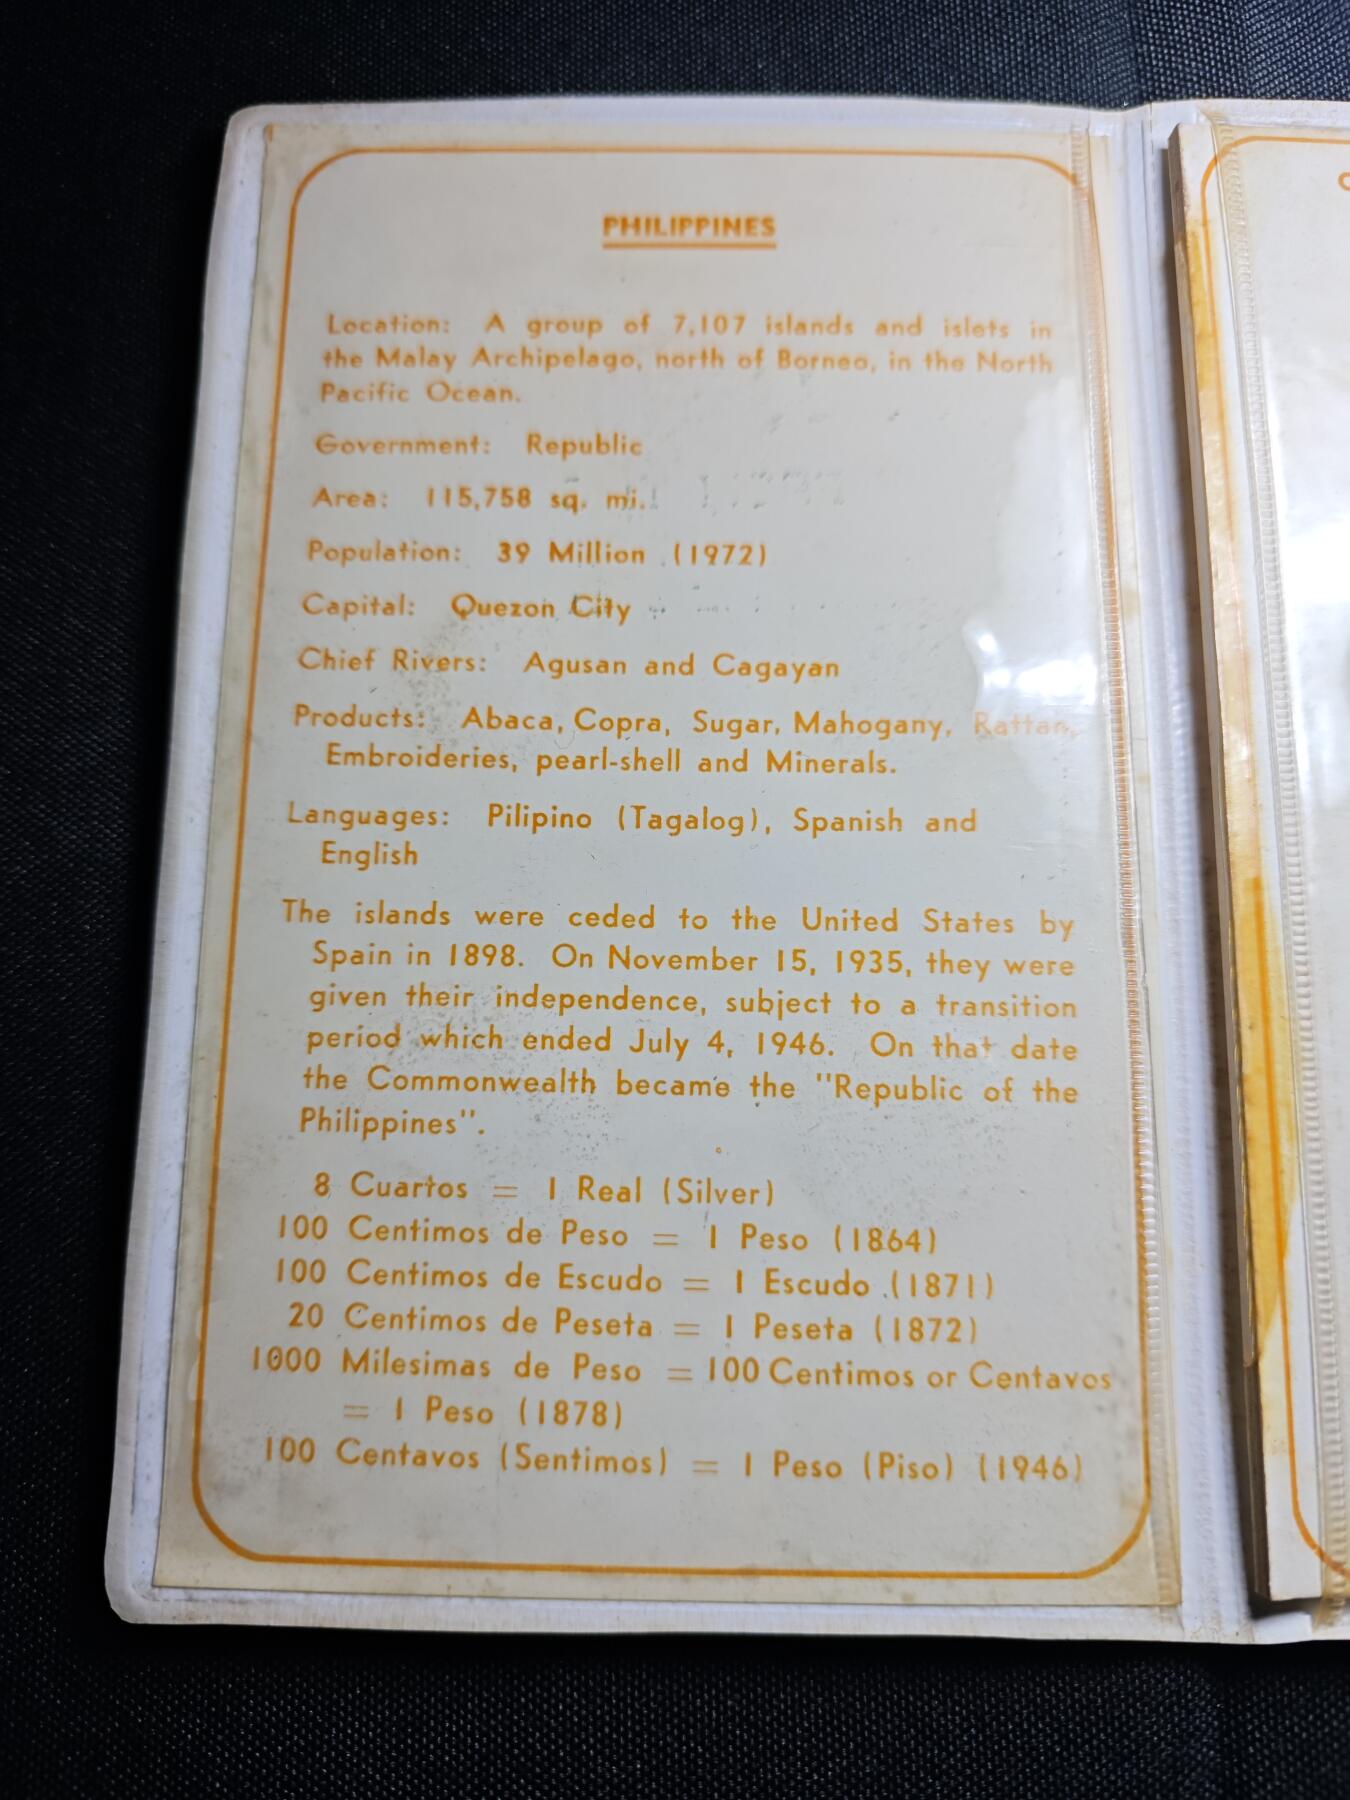 PHILIPPINES
Location: A group of 7,107 islands and islets in
the Malay Archipelago, north of Borneo, in the North
Pacific Ocean.
Government: Republic
Area: 115,758 sq. mi.
Population: 39 Million (1972)
Capital: Quezon City
Chief Rivers: Agusan and Cagayan
Products: Abaca, Copra, Sugar, Mahogany, Rattan,
Embroideries, pearl-shell and Minerals.
Languages: Pilipino (Tagalog), Spanish and
English
The islands were ceded to the United States by
Spain in 1898. On November 15, 1935, they were
given their independence, subject to a transition
period which ended July 4, 1946. On that date
the Commonwealth became the "Republic of the
Philippines".
8 Cuartos = 1 Real (Silver)
100 Centimos de Peso = 1 Peso (1864)
100 Centimos de Escudo = 1 Escudo (1871)
20 Centimos de Peseta = 1 Peseta (1872)
1000 Milesimas de Peso = 100 Centimos or Centavos
= 1 Peso (1878)
100 Centavos (Sentimos) = 1 Peso (Piso) (1946)